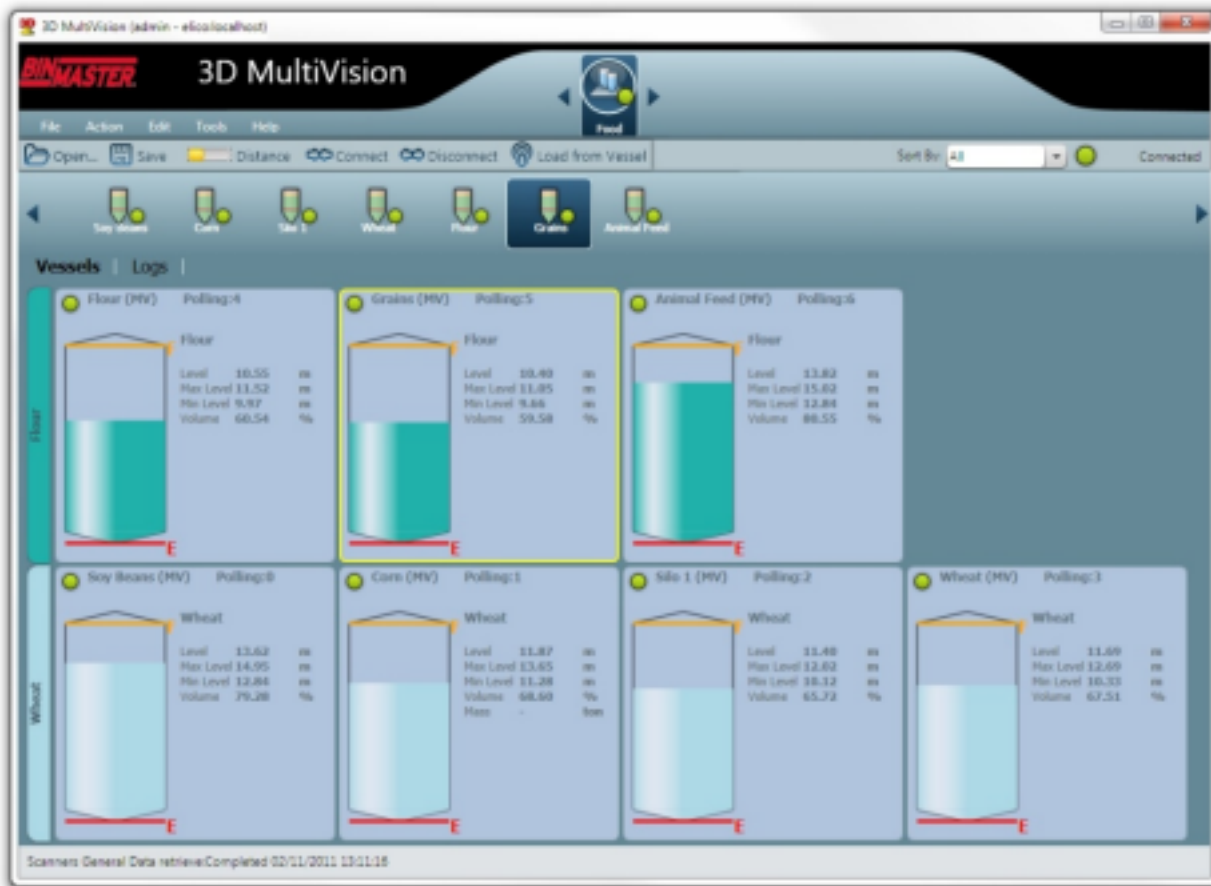 3D MultiVision (admin - elico:localhost)
BINMASTER 3D MultiVision
Food
File Action Edit Tools Help
Open... Save Distance Connect Disconnect Load from Vessel Sort By: All Connected
Soy Beans Corn Silo 1 Wheat Flour Grains Animal Feed
Vessels | Logs |
Flour
Flour (MV) Polling:4
Flour
Level 10.55 m
Max Level 11.52 m
Min Level 9.97 m
Volume 60.54 %
E
Grains (MV) Polling:5
Flour
Level 10.40 m
Max Level 11.05 m
Min Level 9.66 m
Volume 59.58 %
E
Animal Feed (MV) Polling:6
Flour
Level 13.82 m
Max Level 15.02 m
Min Level 12.84 m
Volume 80.55 %
E
Wheat
Soy Beans (MV) Polling:0
Wheat
Level 13.62 m
Max Level 14.95 m
Min Level 12.84 m
Volume 79.28 %
E
Corn (MV) Polling:1
Wheat
Level 11.87 m
Max Level 13.65 m
Min Level 11.28 m
Volume 68.60 %
Mass - ton
E
Silo 1 (MV) Polling:2
Wheat
Level 11.40 m
Max Level 12.02 m
Min Level 10.12 m
Volume 65.72 %
E
Wheat (MV) Polling:3
Wheat
Level 11.69 m
Max Level 12.69 m
Min Level 10.33 m
Volume 67.51 %
E
Scanners General Data retrieve:Completed 02/11/2011 13:11:16